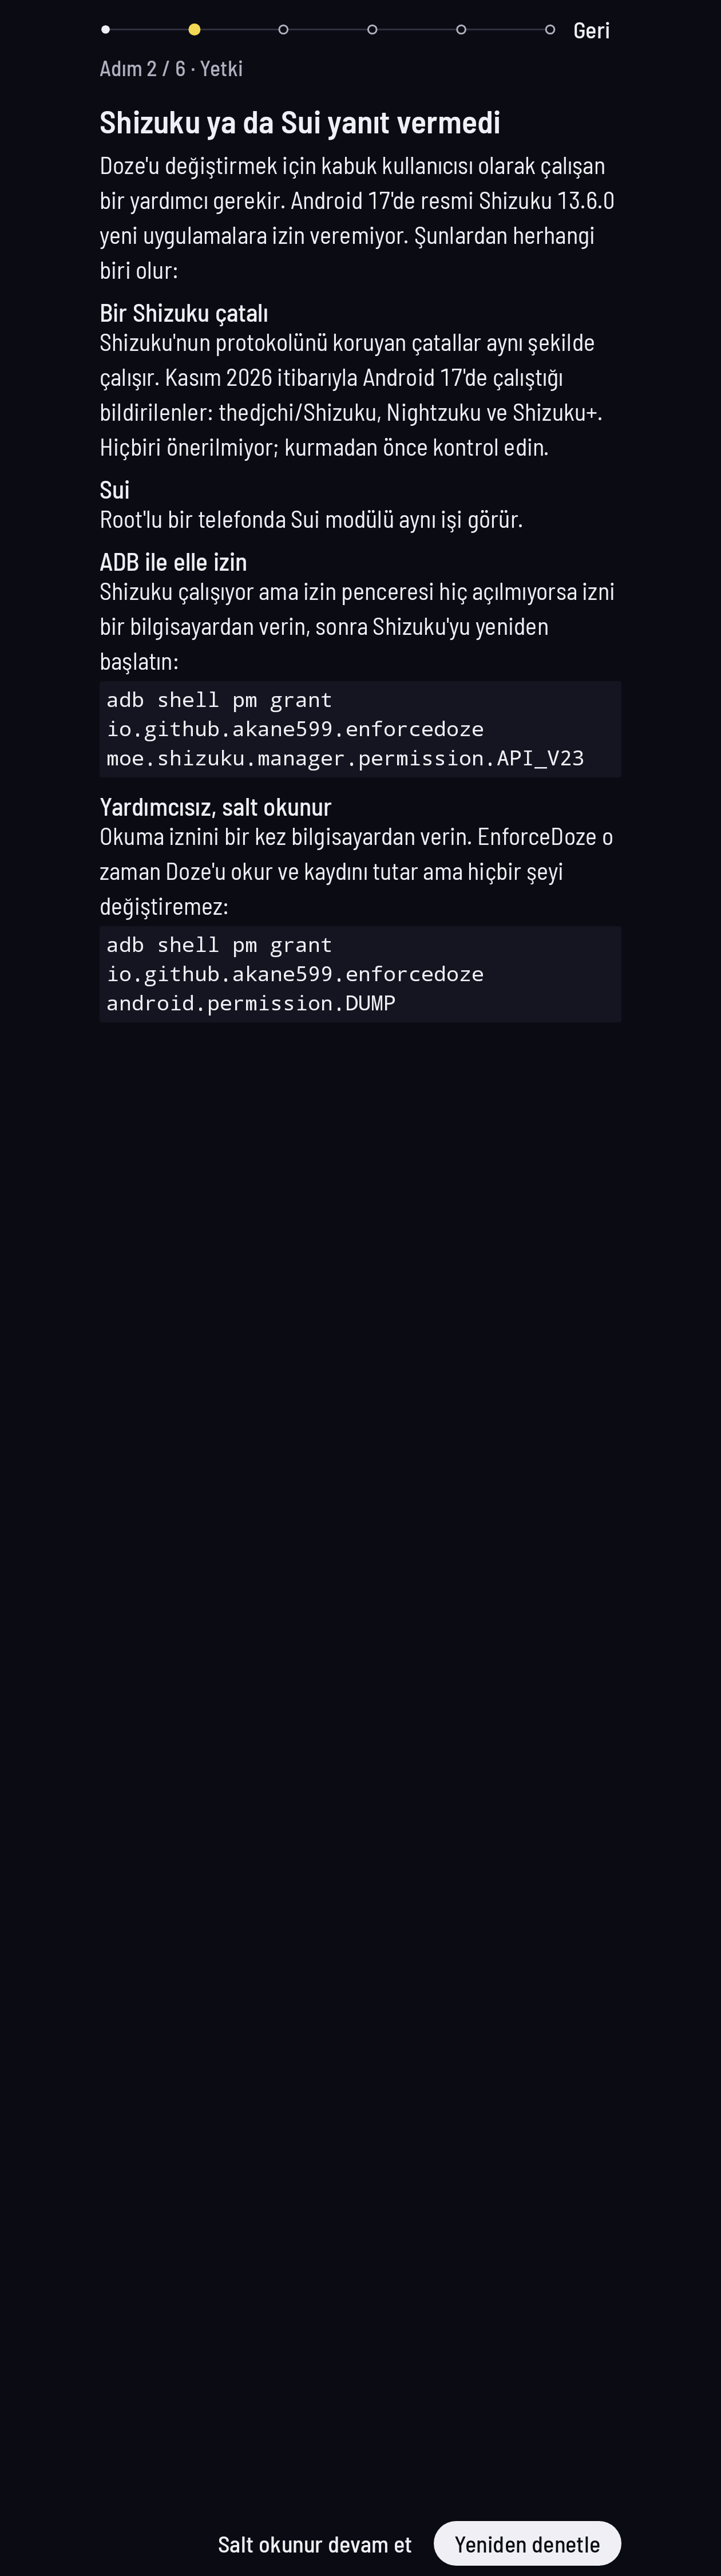 Geri
Adım 2 / 6 · Yetki
Shizuku ya da Sui yanıt vermedi
Doze'u değiştirmek için kabuk kullanıcısı olarak çalışan
bir yardımcı gerekir. Android 17'de resmi Shizuku 13.6.0
yeni uygulamalara izin veremiyor. Şunlardan herhangi
biri olur:
Bir Shizuku çatalı
Shizuku'nun protokolünü koruyan çatallar aynı şekilde
çalışır. Kasım 2026 itibarıyla Android 17'de çalıştığı
bildirilenler: thedjchi/Shizuku, Nightzuku ve Shizuku+.
Hiçbiri önerilmiyor; kurmadan önce kontrol edin.
Sui
Root'lu bir telefonda Sui modülü aynı işi görür.
ADB ile elle izin
Shizuku çalışıyor ama izin penceresi hiç açılmıyorsa izni
bir bilgisayardan verin, sonra Shizuku'yu yeniden
başlatın:
adb shell pm grant
io.github.akane599.enforcedoze
moe.shizuku.manager.permission.API_V23
Yardımcısız, salt okunur
Okuma iznini bir kez bilgisayardan verin. EnforceDoze o
zaman Doze'u okur ve kaydını tutar ama hiçbir şeyi
değiştiremez:
adb shell pm grant
io.github.akane599.enforcedoze
android.permission.DUMP
Salt okunur devam et
Yeniden denetle